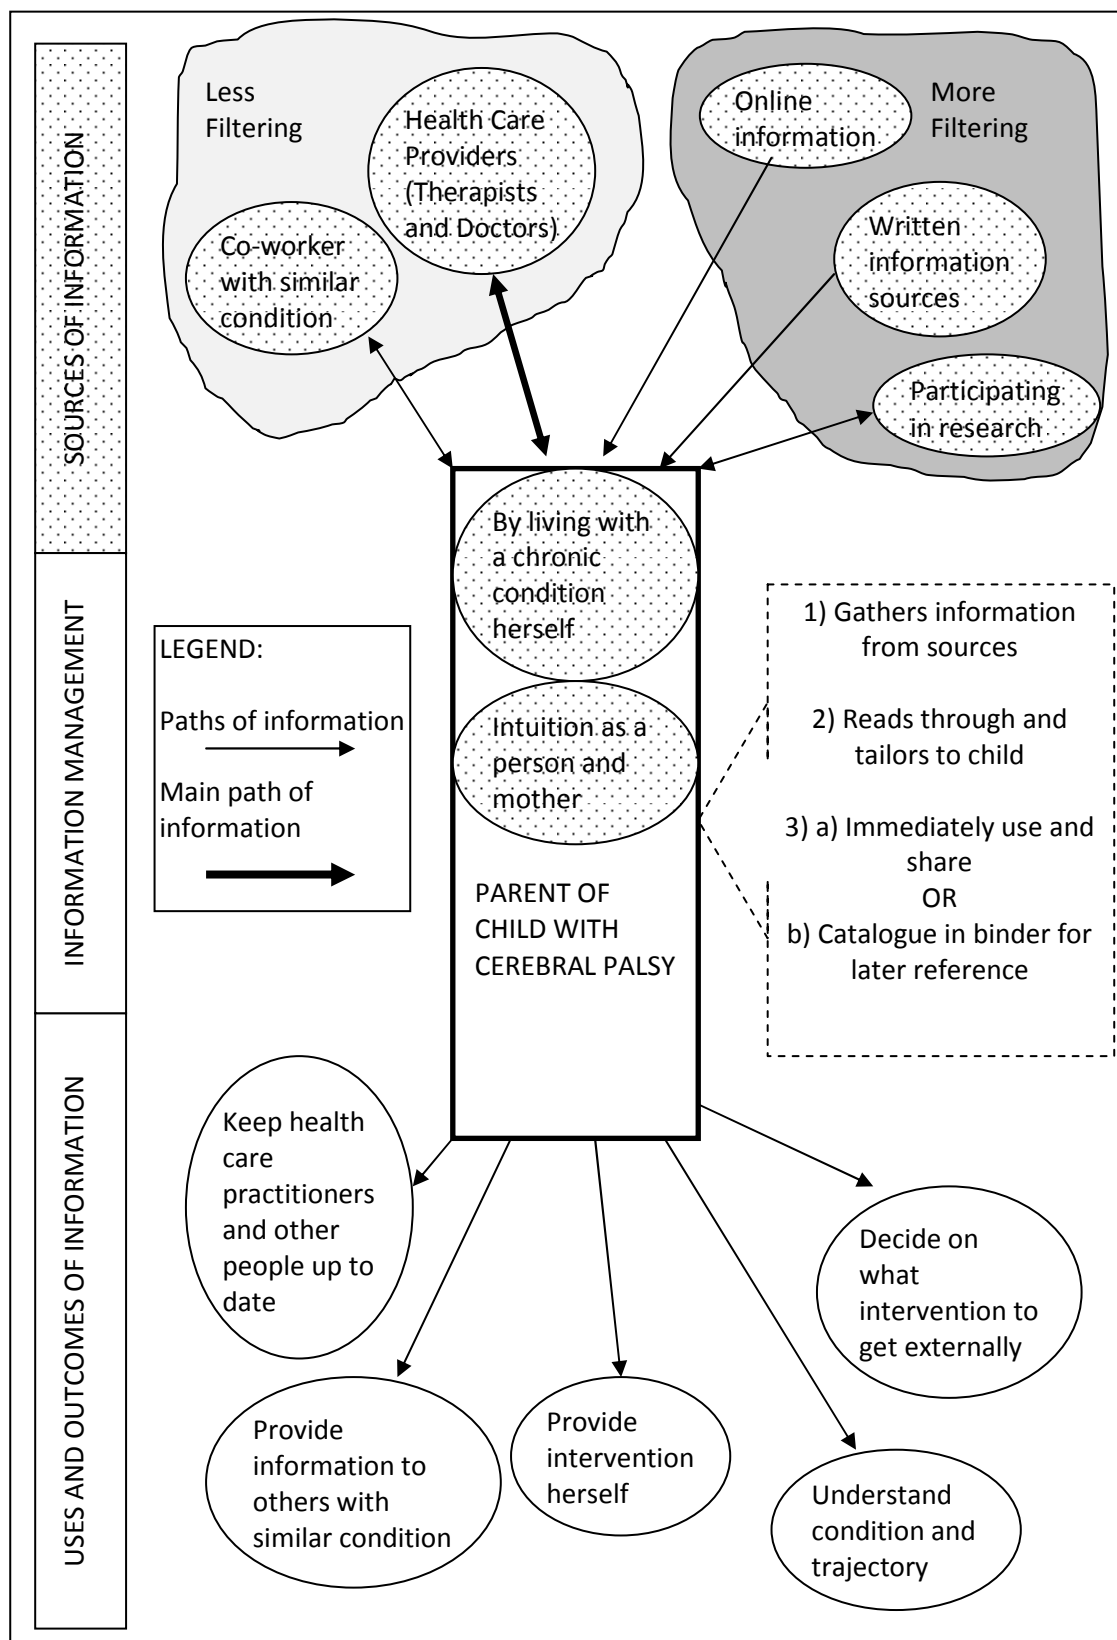 SOURCES OF INFORMATION
INFORMATION MANAGEMENT
USES AND OUTCOMES OF INFORMATION
Less
Filtering
Health Care
Providers
(Therapists
and Doctors)
Co-worker
with similar
condition
Online
information
More
Filtering
Written
information
sources
Participating
in research
By living with
a chronic
condition
herself
Intuition as a
person and
mother
PARENT OF
CHILD WITH
CEREBRAL PALSY
LEGEND:
Paths of information
Main path of
information
1) Gathers information
from sources
2) Reads through and
tailors to child
3) a) Immediately use and
share
OR
b) Catalogue in binder for
later reference
Keep health
care
practitioners
and other
people up to
date
Provide
information to
others with
similar condition
Provide
intervention
herself
Understand
condition and
trajectory
Decide on
what
intervention to
get externally